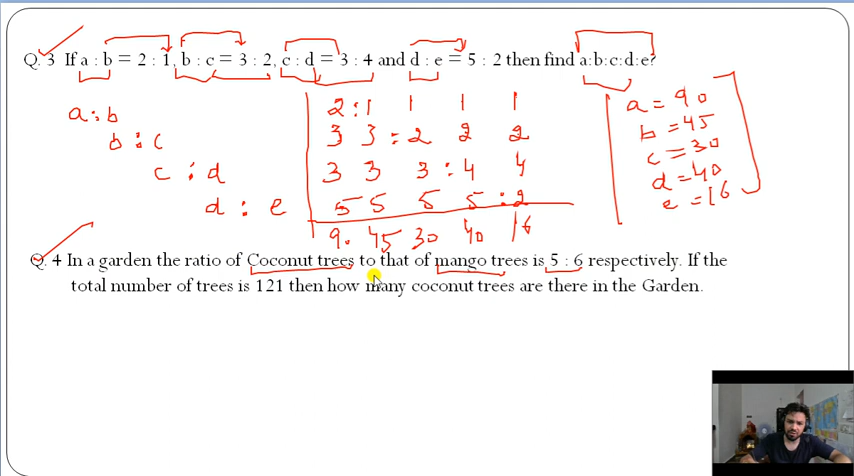 Q. 3 If a : b = 2 : 1, b : c = 3 : 2, c : d = 3 : 4 and d : e = 5 : 2 then find a:b:c:d:e?
a : b
b : c
c : d
d : e
2 : 1 1 1 1
3 3 : 2 2 2
3 3 3 : 4 4
5 5 5 5 : 2
90 45 30 40 16
a = 90
b = 45
c = 30
d = 40
e = 16
Q. 4 In a garden the ratio of Coconut trees to that of mango trees is 5 : 6 respectively. If the
total number of trees is 121 then how many coconut trees are there in the Garden.